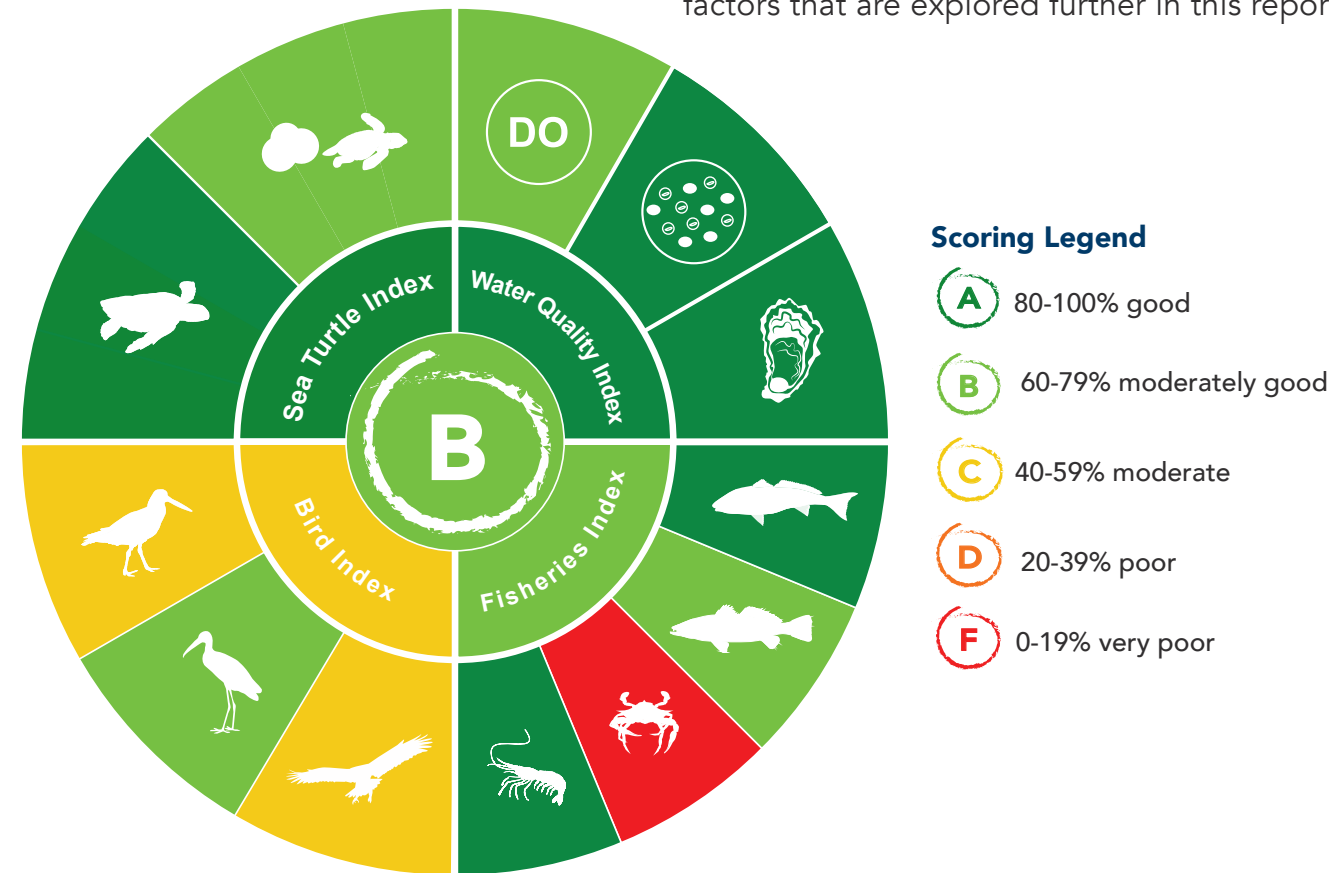 factors that are explored further in this repor
DO
Sea Turtle Index
Water Quality Index
B
Bird Index
Fisheries Index
Scoring Legend
A 80-100% good
B 60-79% moderately good
C 40-59% moderate
D 20-39% poor
F 0-19% very poor